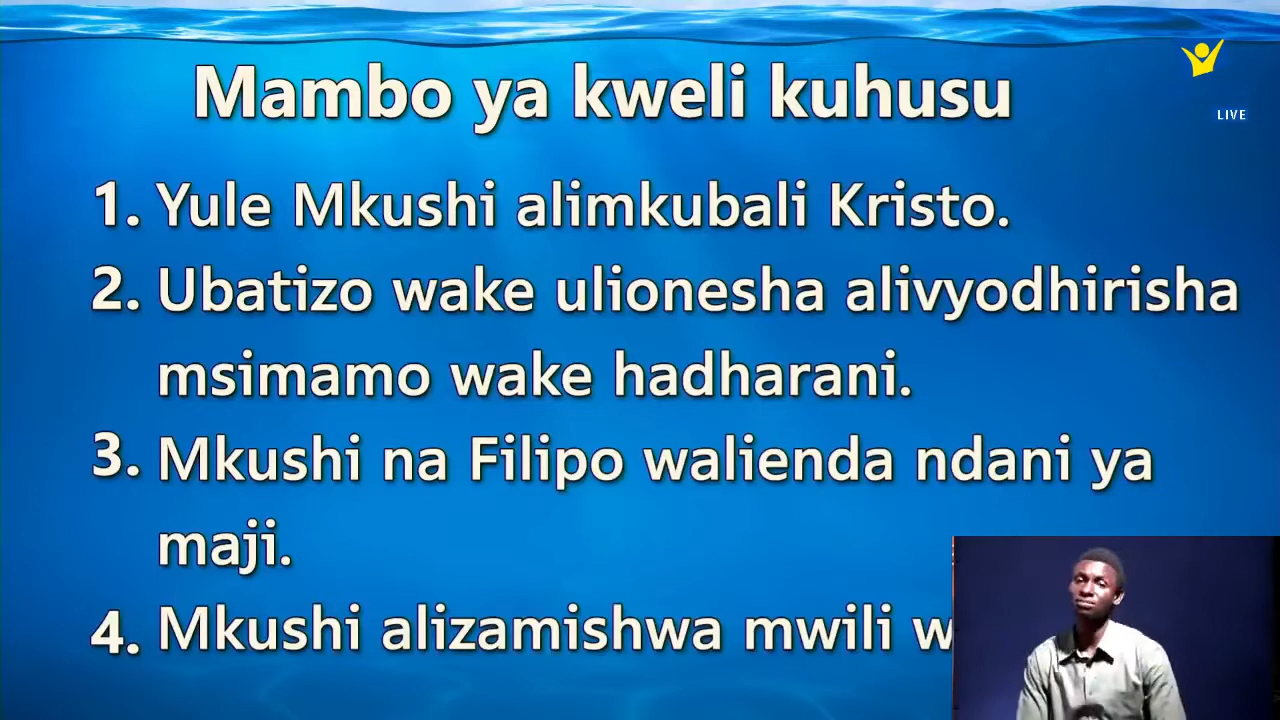 Mambo ya kweli kuhusu
LIVE
1. Yule Mkushi alimkubali Kristo.
2. Ubatizo wake ulionesha alivyodhirisha
msimamo wake hadharani.
3. Mkushi na Filipo walienda ndani ya
maji.
4. Mkushi alizamishwa mwili